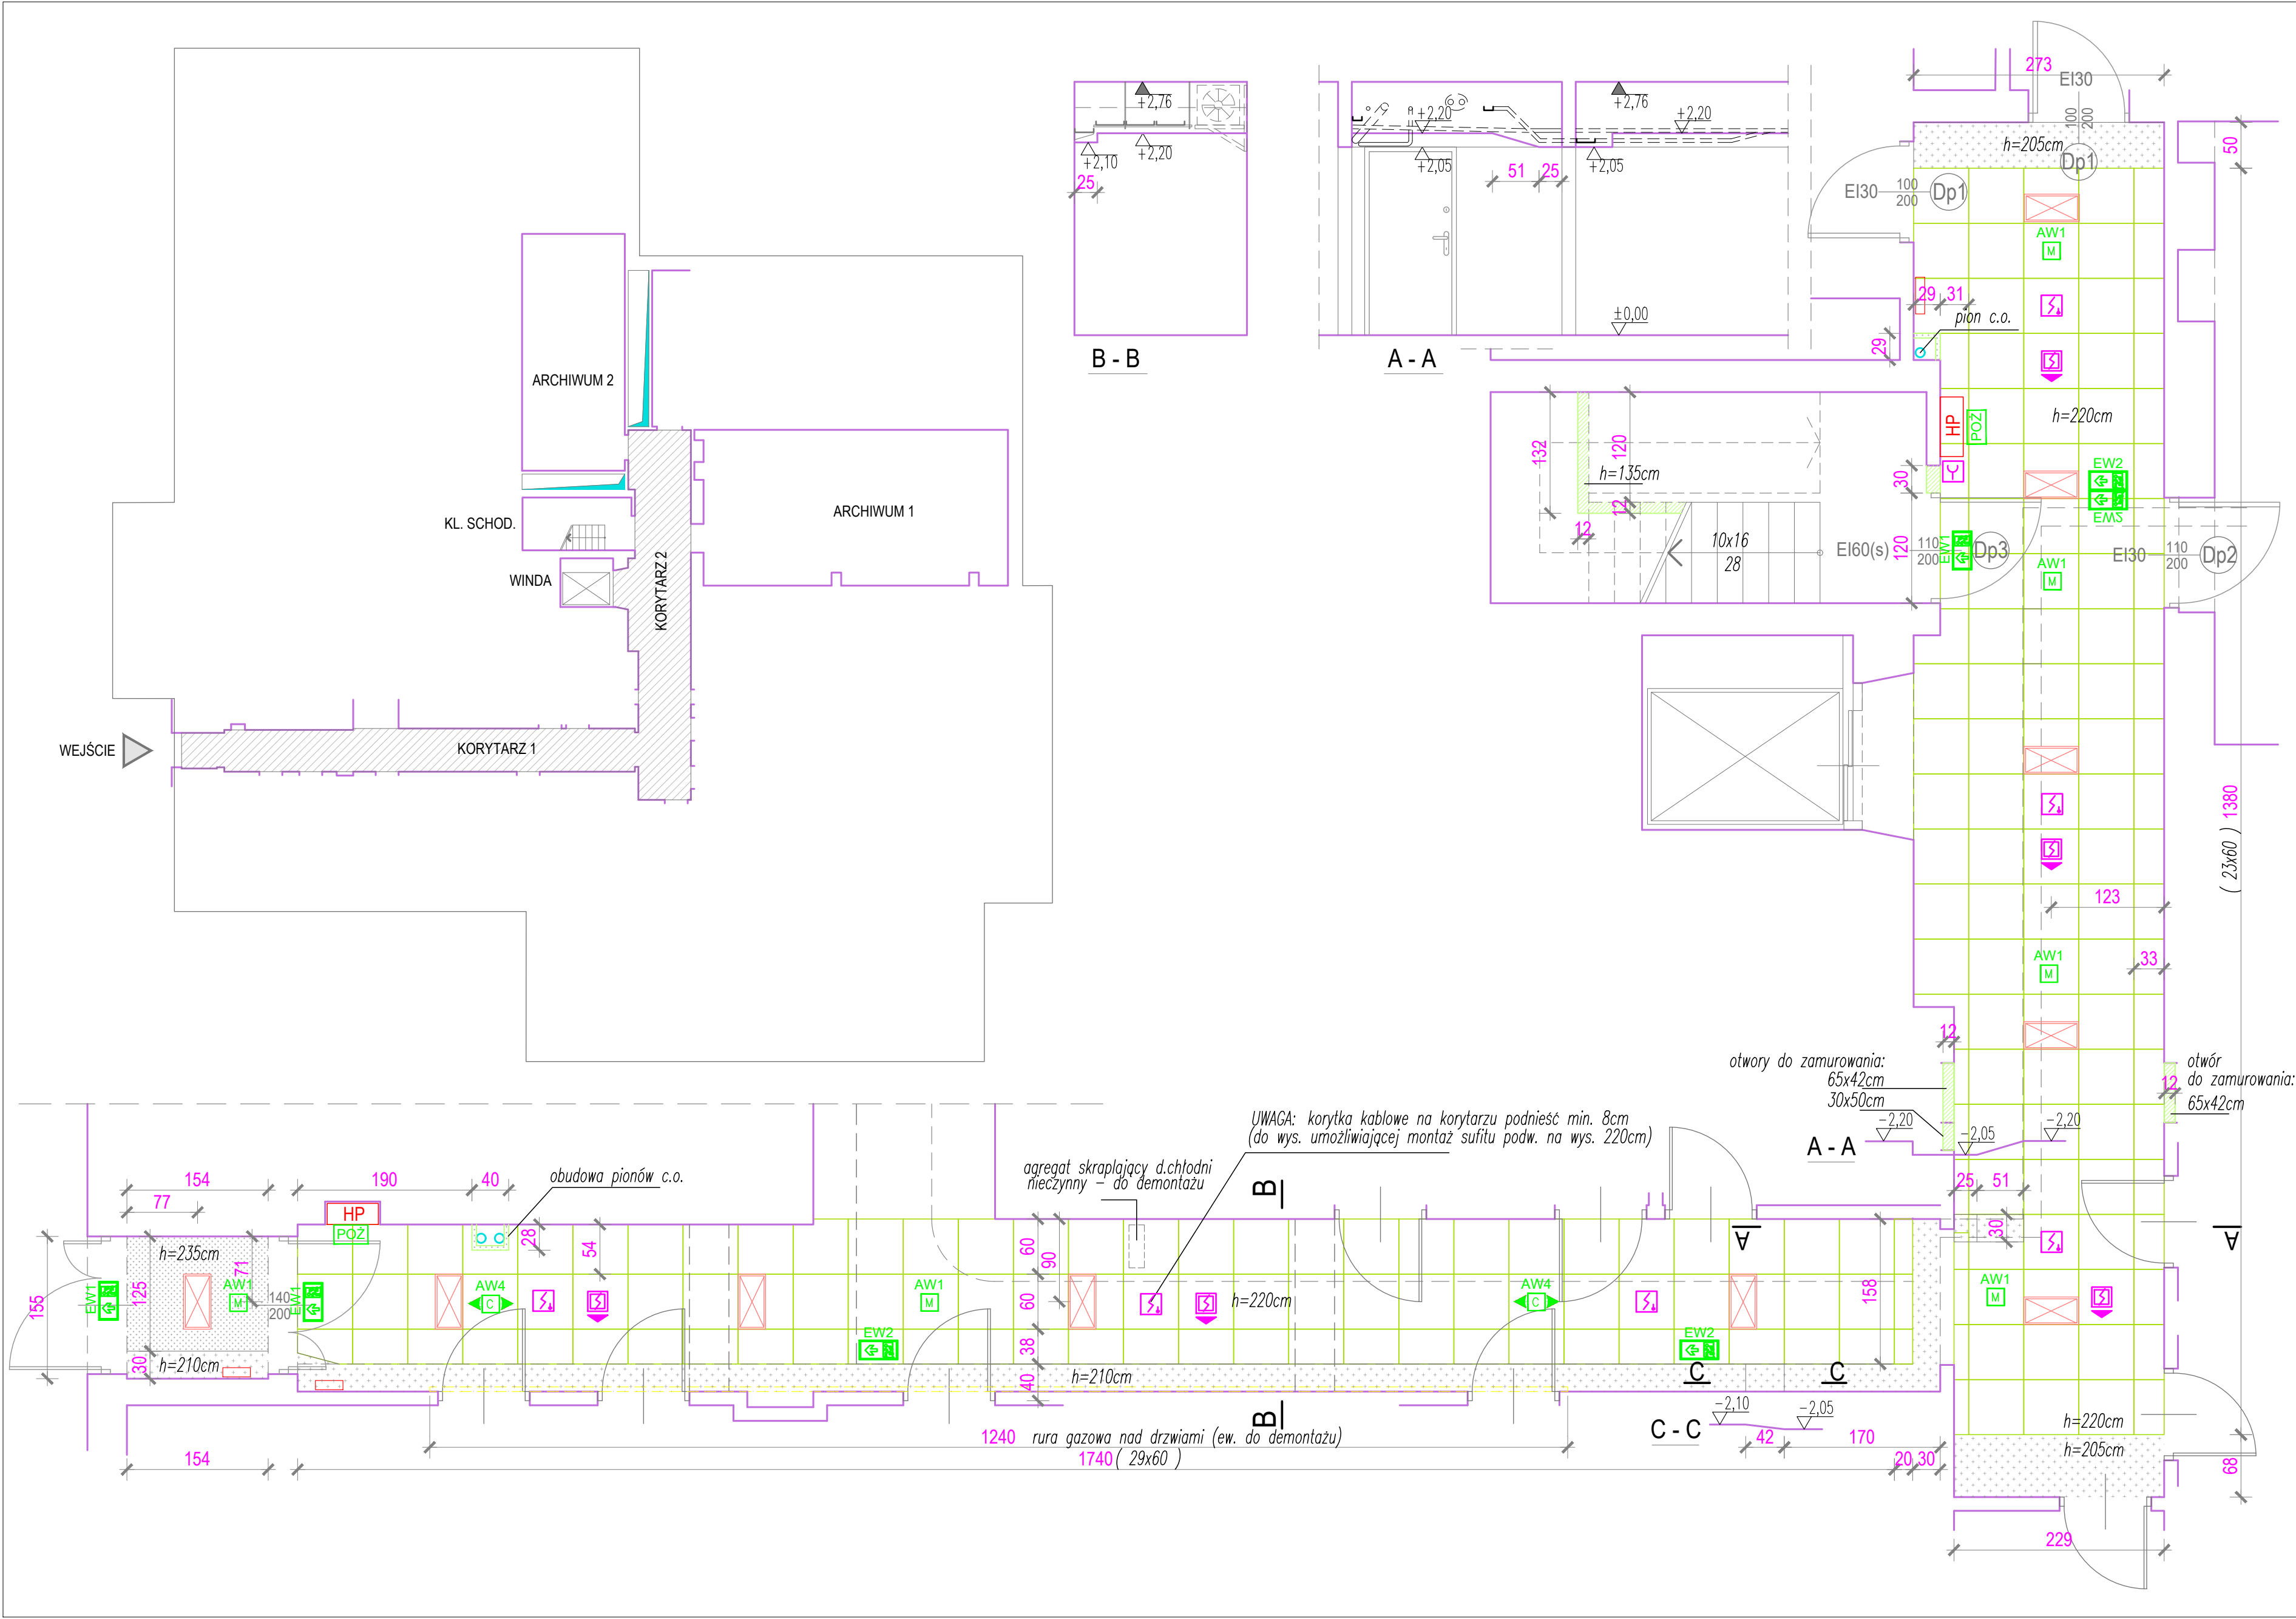 ARCHIWUM 2
ARCHIWUM 1
KL. SCHOD.
WINDA
KORYTARZ 2
WEJŚCIE
KORYTARZ 1
+2,76
+2,10
+2,20
25
B - B
+2,76
+2,20
+2,20
+2,05
+2,05
51
25
±0,00
A - A
273
EI30
100
200
h=205cm
Dp1
50
EI30
100
200
Dp1
AW1
M
29
31
pion c.o.
29
h=220cm
HP
POŻ
132
120
h=135cm
12
12
30
EW2
EW2
10x16
28
EI60(s)
120
110
200
EW1
Dp3
AW1
M
EI30
110
200
Dp2
1380
( 23x60 )
123
AW1
M
33
12
otwory do zamurowania:
65x42cm
30x50cm
otwór
do zamurowania:
65x42cm
12
-2,20
-2,05
-2,20
A - A
25
51
30
A
A
AW1
M
h=220cm
h=205cm
68
229
UWAGA: korytka kablowe na korytarzu podnieść min. 8cm
(do wys. umożliwiającej montaż sufitu podw. na wys. 220cm)
agregat skraplający d.chłodni
nieczynny - do demontażu
B
154
77
190
40
obudowa pionów c.o.
HP
POŻ
h=235cm
71
28
54
60
90
155
EW1
125
AW1
M
140
200
EW1
AW4
C
AW1
M
60
h=220cm
AW4
C
158
30
h=210cm
EW2
38
EW2
40
h=210cm
C
C
B
C - C
-2,10
-2,05
1240
rura gazowa nad drzwiami (ew. do demontażu)
42
170
154
1740
( 29x60 )
20
30